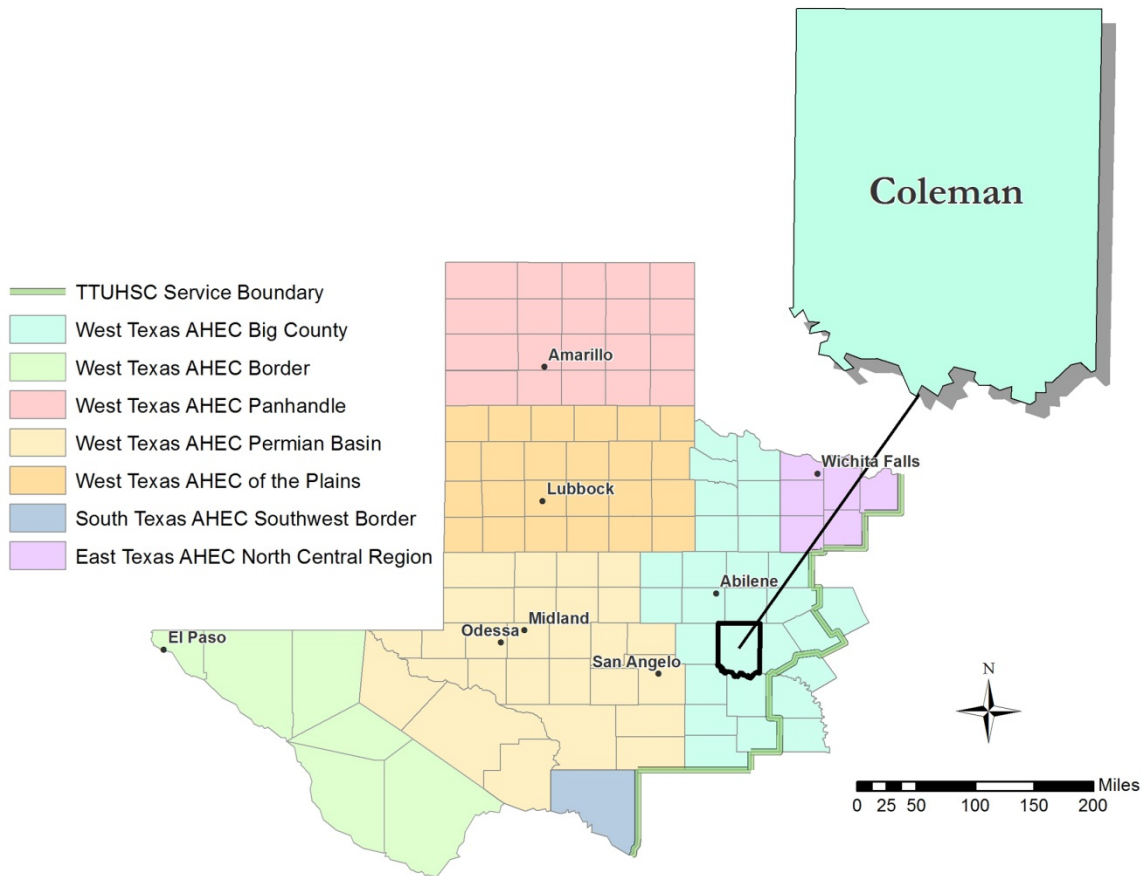 Coleman
TTUHSC Service Boundary
West Texas AHEC Big County
West Texas AHEC Border
West Texas AHEC Panhandle
West Texas AHEC Permian Basin
West Texas AHEC of the Plains
South Texas AHEC Southwest Border
East Texas AHEC North Central Region
Amarillo
Wichita Falls
Lubbock
Abilene
Midland
Odessa
El Paso
San Angelo
N
Miles
0 25 50 100 150 200